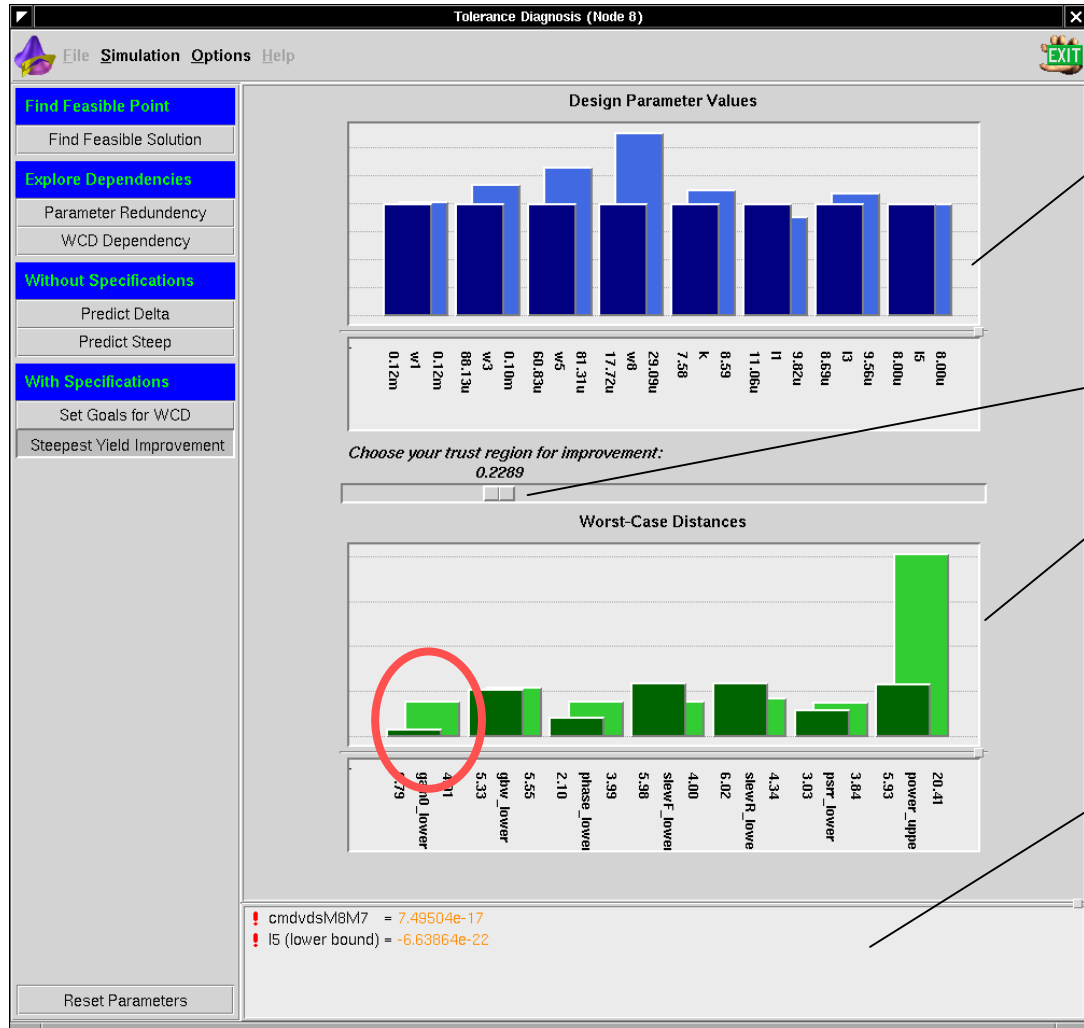 Tolerance Diagnosis (Node 8)
File Simulation Options Help
EXIT
Find Feasible Point
Find Feasible Solution
Explore Dependencies
Parameter Redundency
WCD Dependency
Without Specifications
Predict Delta
Predict Steep
With Specifications
Set Goals for WCD
Steepest Yield Improvement
Reset Parameters
Design Parameter Values
0.12m
w1
0.12m
88.13u
w3
0.10m
60.83u
w5
81.31u
17.72u
w8
29.09u
7.58
k
8.59
11.06u
l1
9.82u
8.69u
l3
9.56u
8.00u
l5
8.00u
Choose your trust region for improvement:
0.2289
Worst-Case Distances
gain0_lower
5.33
gbw_lower
5.55
2.10
phase_lower
3.99
5.98
slewF_lower
4.00
6.02
slewR_lowe
4.34
3.03
psrr_lower
3.84
5.93
power_uppe
20.41
! cmdvdsM8M7 = 7.49504e-17
! l5 (lower bound) = -6.63864e-22